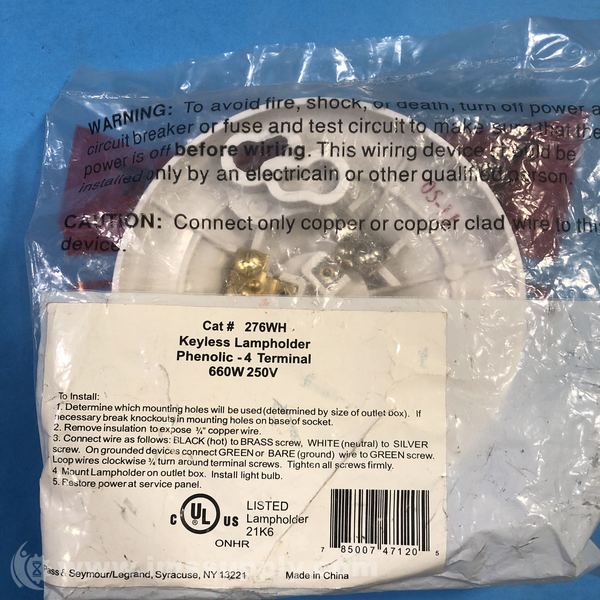 WARNING: To avoid fire, shock, or death, turn off power a
circuit breaker or fuse and test circuit to make sure that the
power is off before wiring. This wiring device should be
installed only by an electricain or other qualified person.
CAUTION: Connect only copper or copper clad wire to this
device.
Cat # 276WH
Keyless Lampholder
Phenolic - 4 Terminal
660W 250V
To Install:
1. Determine which mounting holes will be used (determined by size of outlet box). If
necessary break knockouts in mounting holes on base of socket.
2. Remove insulation to expose ¾" copper wire.
3. Connect wire as follows: BLACK (hot) to BRASS screw, WHITE (neutral) to SILVER
screw. On grounded devices connect GREEN or BARE (ground) wire to GREEN screw.
Loop wires clockwise ¾ turn around terminal screws. Tighten all screws firmly.
4 Mount Lampholder on outlet box. Install light bulb.
5. Restore power at service panel.
C UL US
LISTED
Lampholder
21K6
ONHR
7 85007 47120 5
Pass & Seymour/Legrand, Syracuse, NY 13221 Made in China